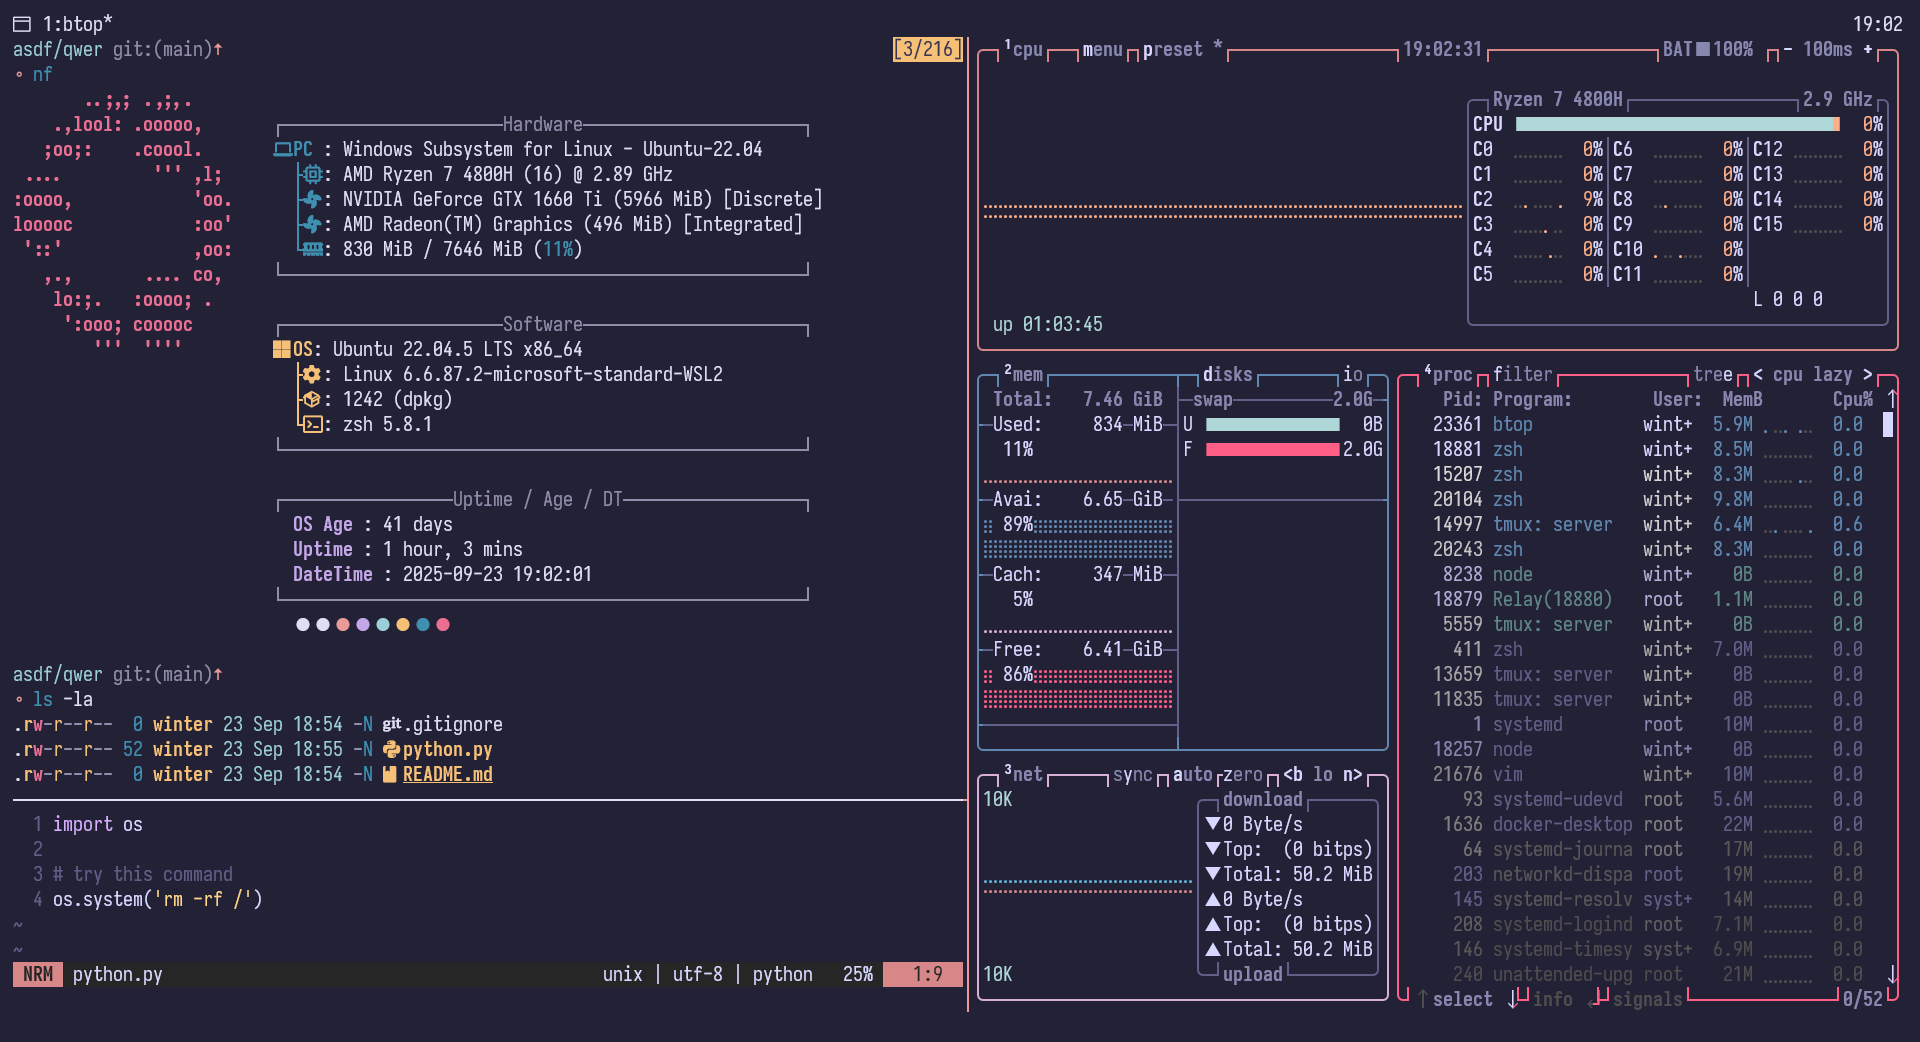 1:btop*
19:02
asdf/qwer git:(main)↑
[3/216]
∘ nf
..;,; .,;,.
.,lool: .ooooo,
;oo;: .coool.
.... ''' ,l;
:oooo, 'oo.
looooc :oo'
'::' ,oo:
,., .... co,
lo:;. :oooo; .
':ooo; cooooc
''' ''''
Hardware
PC : Windows Subsystem for Linux - Ubuntu-22.04
: AMD Ryzen 7 4800H (16) @ 2.89 GHz
: NVIDIA GeForce GTX 1660 Ti (5966 MiB) [Discrete]
: AMD Radeon(TM) Graphics (496 MiB) [Integrated]
: 830 MiB / 7646 MiB (11%)
Software
OS: Ubuntu 22.04.5 LTS x86_64
: Linux 6.6.87.2-microsoft-standard-WSL2
: 1242 (dpkg)
: zsh 5.8.1
Uptime / Age / DT
OS Age : 41 days
Uptime : 1 hour, 3 mins
DateTime : 2025-09-23 19:02:01
asdf/qwer git:(main)↑
∘ ls -la
.rw-r--r-- 0 winter 23 Sep 18:54 -N git .gitignore
.rw-r--r-- 52 winter 23 Sep 18:55 -N python.py
.rw-r--r-- 0 winter 23 Sep 18:54 -N README.md
1 import os
2
3 # try this command
4 os.system('rm -rf /')
~
~
NRM python.py unix | utf-8 | python 25% 1:9
1cpu menu preset * 19:02:31 BAT■100% - 100ms +
Ryzen 7 4800H 2.9 GHz
CPU 0%
C0 0% C6 0% C12 0%
C1 0% C7 0% C13 0%
C2 9% C8 0% C14 0%
C3 0% C9 0% C15 0%
C4 0% C10 0%
C5 0% C11 0%
L 0 0 0
up 01:03:45
2mem disks io
Total: 7.46 GiB swap 2.0G
Used: 834 MiB U 0B
11% F 2.0G
Avai: 6.65 GiB
89%
Cach: 347 MiB
5%
Free: 6.41 GiB
86%
3net sync auto zero <b lo n>
10K
download
▼0 Byte/s
▼Top: (0 bitps)
▼Total: 50.2 MiB
▲0 Byte/s
▲Top: (0 bitps)
▲Total: 50.2 MiB
10K upload
4proc filter tree < cpu lazy >
Pid: Program: User: MemB Cpu% ↑
23361 btop wint+ 5.9M 0.0
18881 zsh wint+ 8.5M 0.0
15207 zsh wint+ 8.3M 0.0
20104 zsh wint+ 9.8M 0.0
14997 tmux: server wint+ 6.4M 0.6
20243 zsh wint+ 8.3M 0.0
8238 node wint+ 0B 0.0
18879 Relay(18880) root 1.1M 0.0
5559 tmux: server wint+ 0B 0.0
411 zsh wint+ 7.0M 0.0
13659 tmux: server wint+ 0B 0.0
11835 tmux: server wint+ 0B 0.0
1 systemd root 10M 0.0
18257 node wint+ 0B 0.0
21676 vim wint+ 10M 0.0
93 systemd-udevd root 5.6M 0.0
1636 docker-desktop root 22M 0.0
64 systemd-journa root 17M 0.0
203 networkd-dispa root 19M 0.0
145 systemd-resolv syst+ 14M 0.0
208 systemd-logind root 7.1M 0.0
146 systemd-timesy syst+ 6.9M 0.0
240 unattended-upg root 21M 0.0 ↓
↑ select ↓ info ↵ signals 0/52